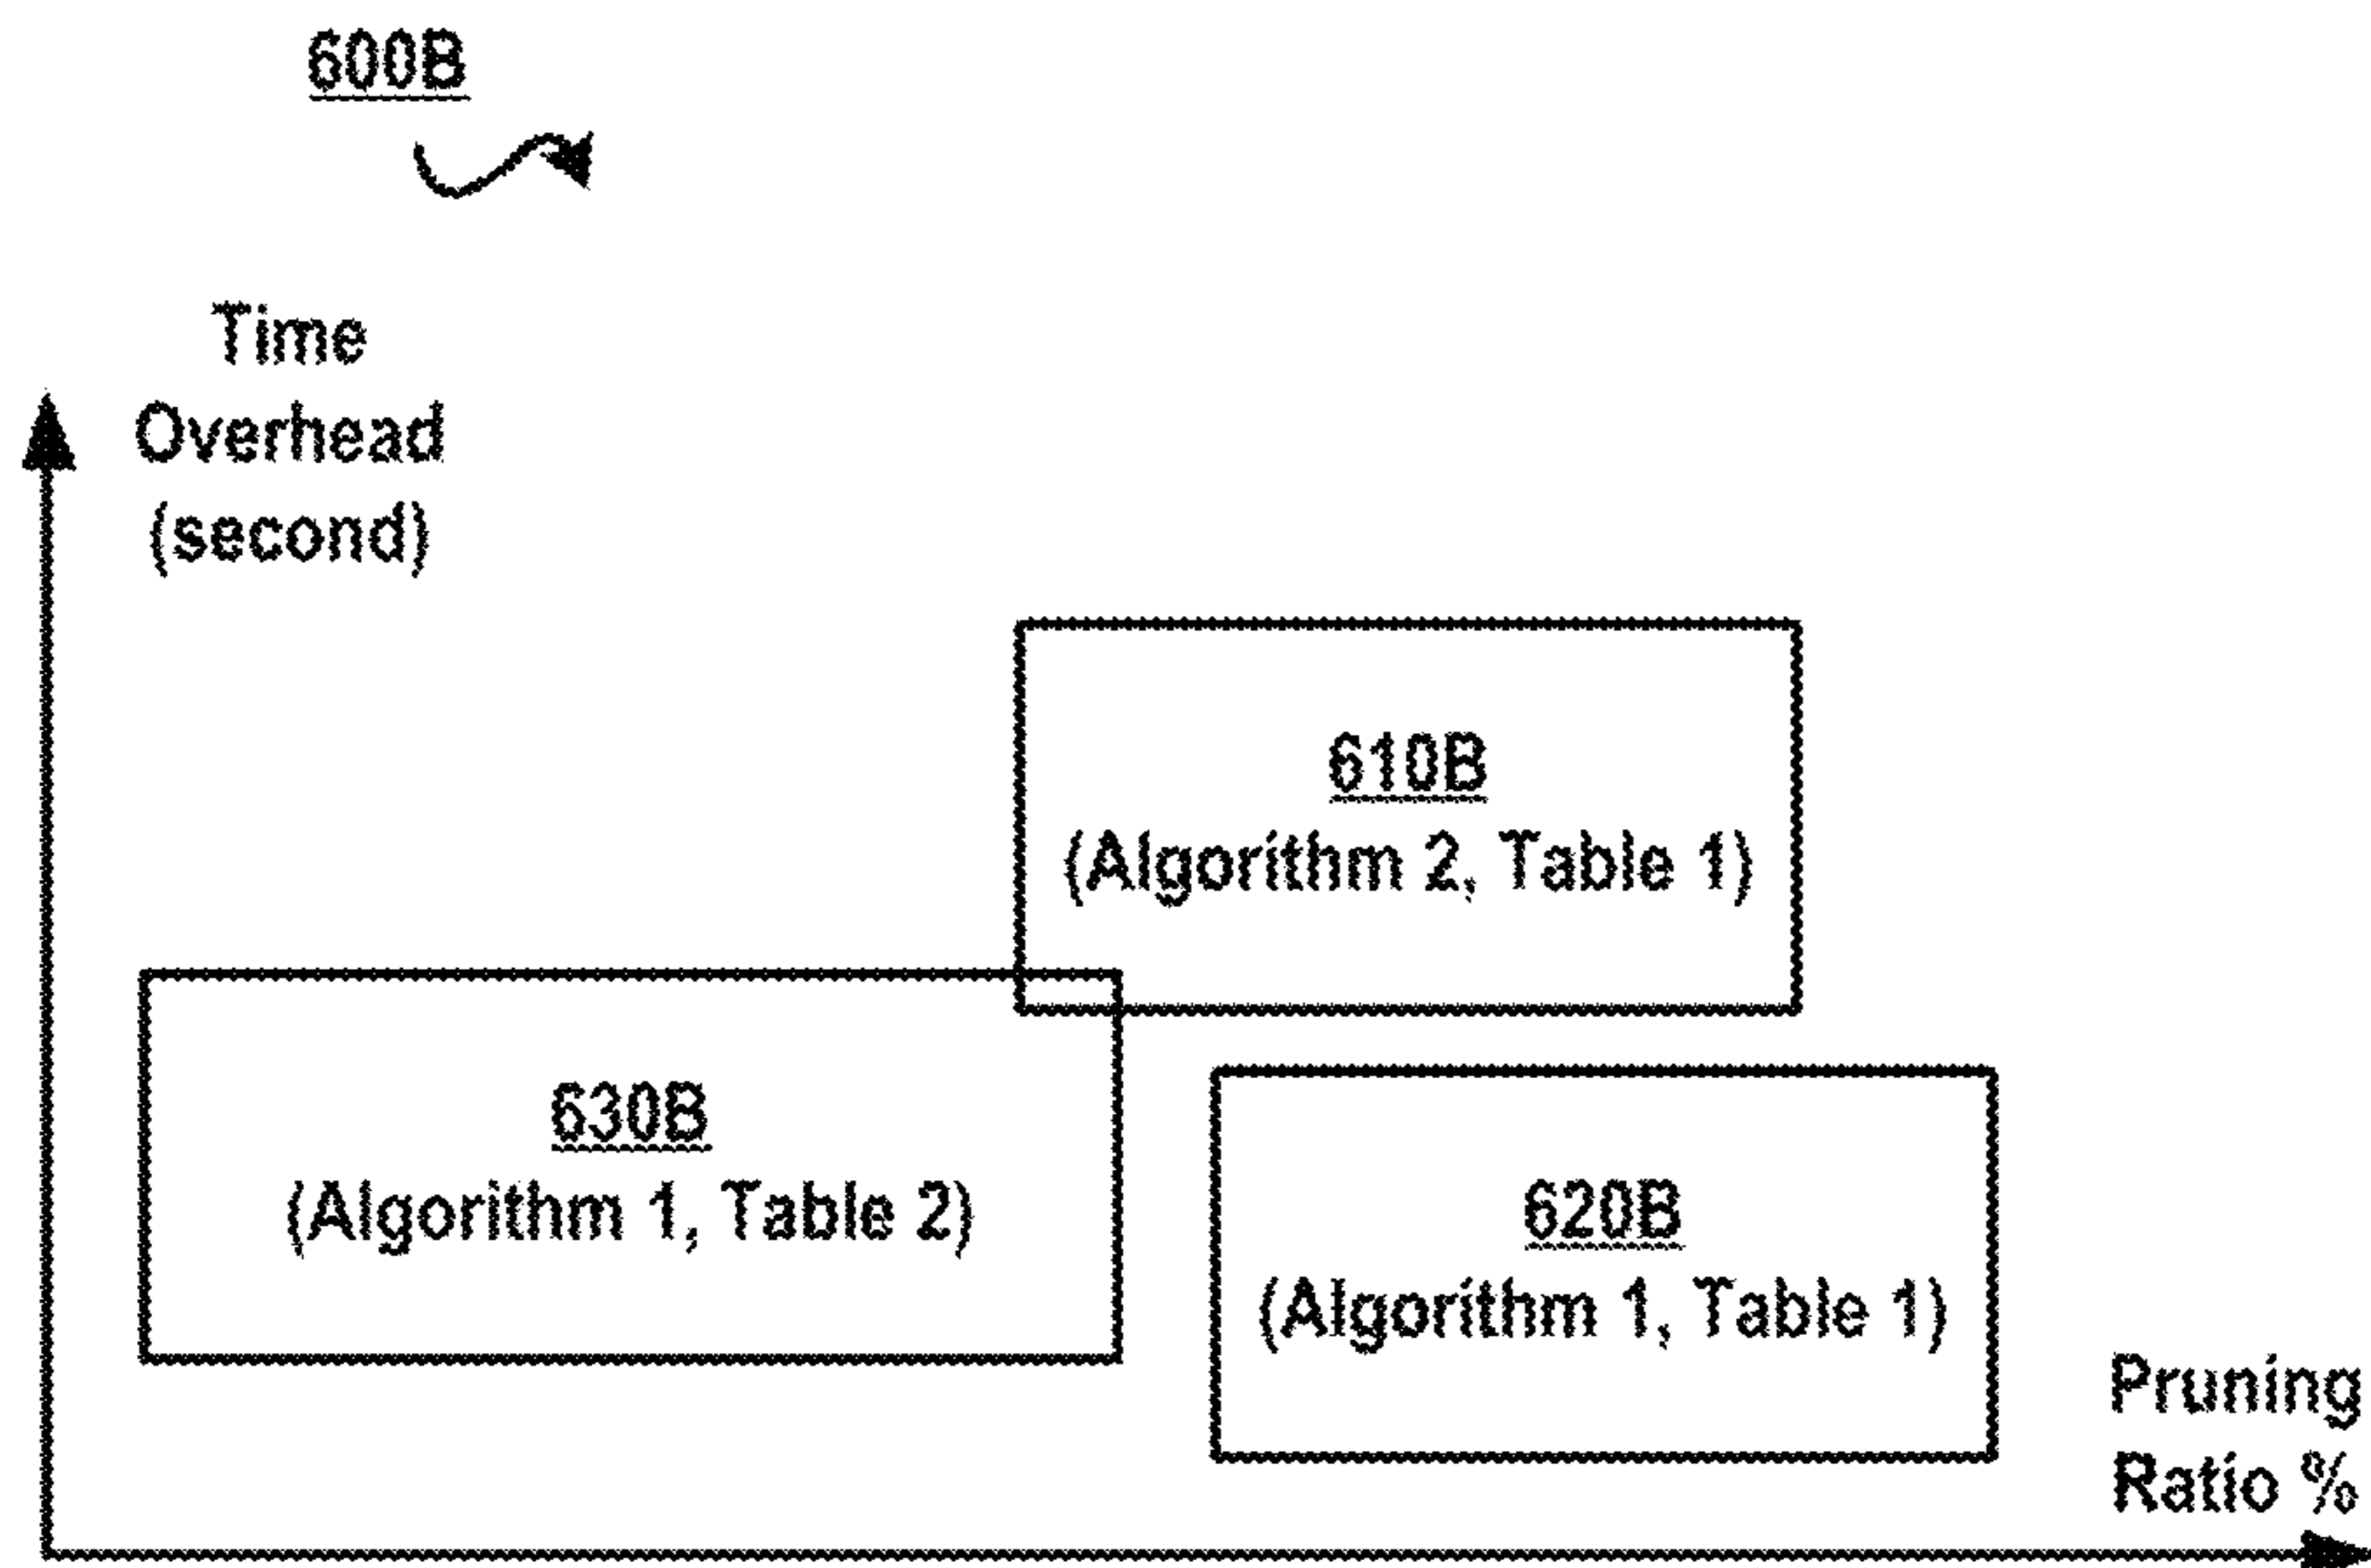 600B
Time
Overhead
(second)
610B
(Algorithm 2, Table 1)
630B
(Algorithm 1, Table 2)
620B
(Algorithm 1, Table 1)
Pruning
Ratio %